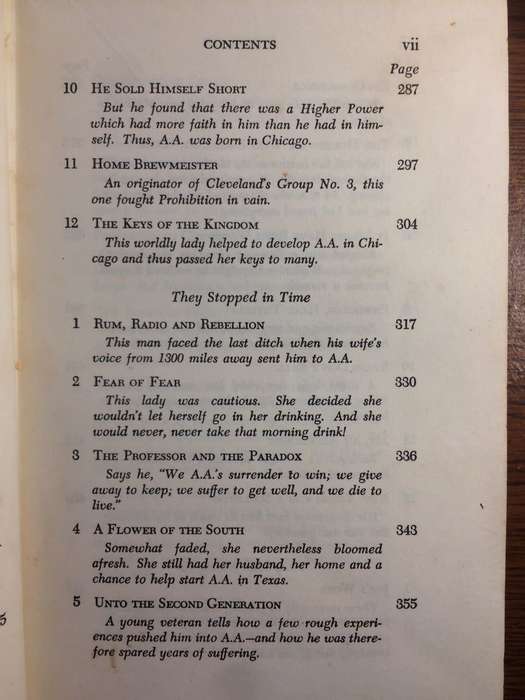 CONTENTS vii
Page
10 HE SOLD HIMSELF SHORT 287
But he found that there was a Higher Power
which had more faith in him than he had in him-
self. Thus, A.A. was born in Chicago.
11 HOME BREWMEISTER 297
An originator of Cleveland's Group No. 3, this
one fought Prohibition in vain.
12 THE KEYS OF THE KINGDOM 304
This worldly lady helped to develop A.A. in Chi-
cago and thus passed her keys to many.
They Stopped in Time
1 RUM, RADIO AND REBELLION 317
This man faced the last ditch when his wife's
voice from 1300 miles away sent him to A.A.
2 FEAR OF FEAR 330
This lady was cautious. She decided she
wouldn't let herself go in her drinking. And she
would never, never take that morning drink!
3 THE PROFESSOR AND THE PARADOX 336
Says he, "We A.A.'s surrender to win; we give
away to keep; we suffer to get well, and we die to
live."
4 A FLOWER OF THE SOUTH 343
Somewhat faded, she nevertheless bloomed
afresh. She still had her husband, her home and a
chance to help start A.A. in Texas.
5 UNTO THE SECOND GENERATION 355
A young veteran tells how a few rough experi-
ences pushed him into A.A.—and how he was there-
fore spared years of suffering.